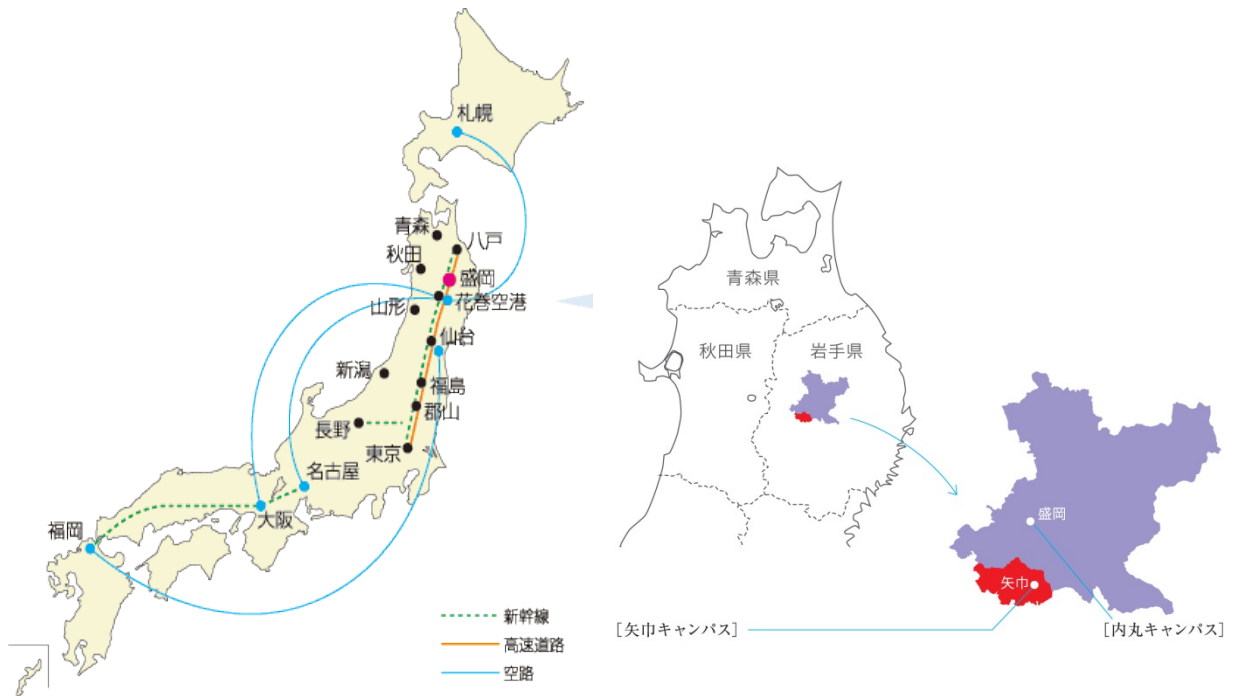 札幌
青森
八戸
秋田
盛岡
花巻空港
山形
仙台
新潟
福島
郡山
長野
東京
名古屋
大阪
福岡
新幹線
高速道路
空路
青森県
秋田県
岩手県
盛岡
矢巾
[矢巾キャンパス]
[内丸キャンパス]